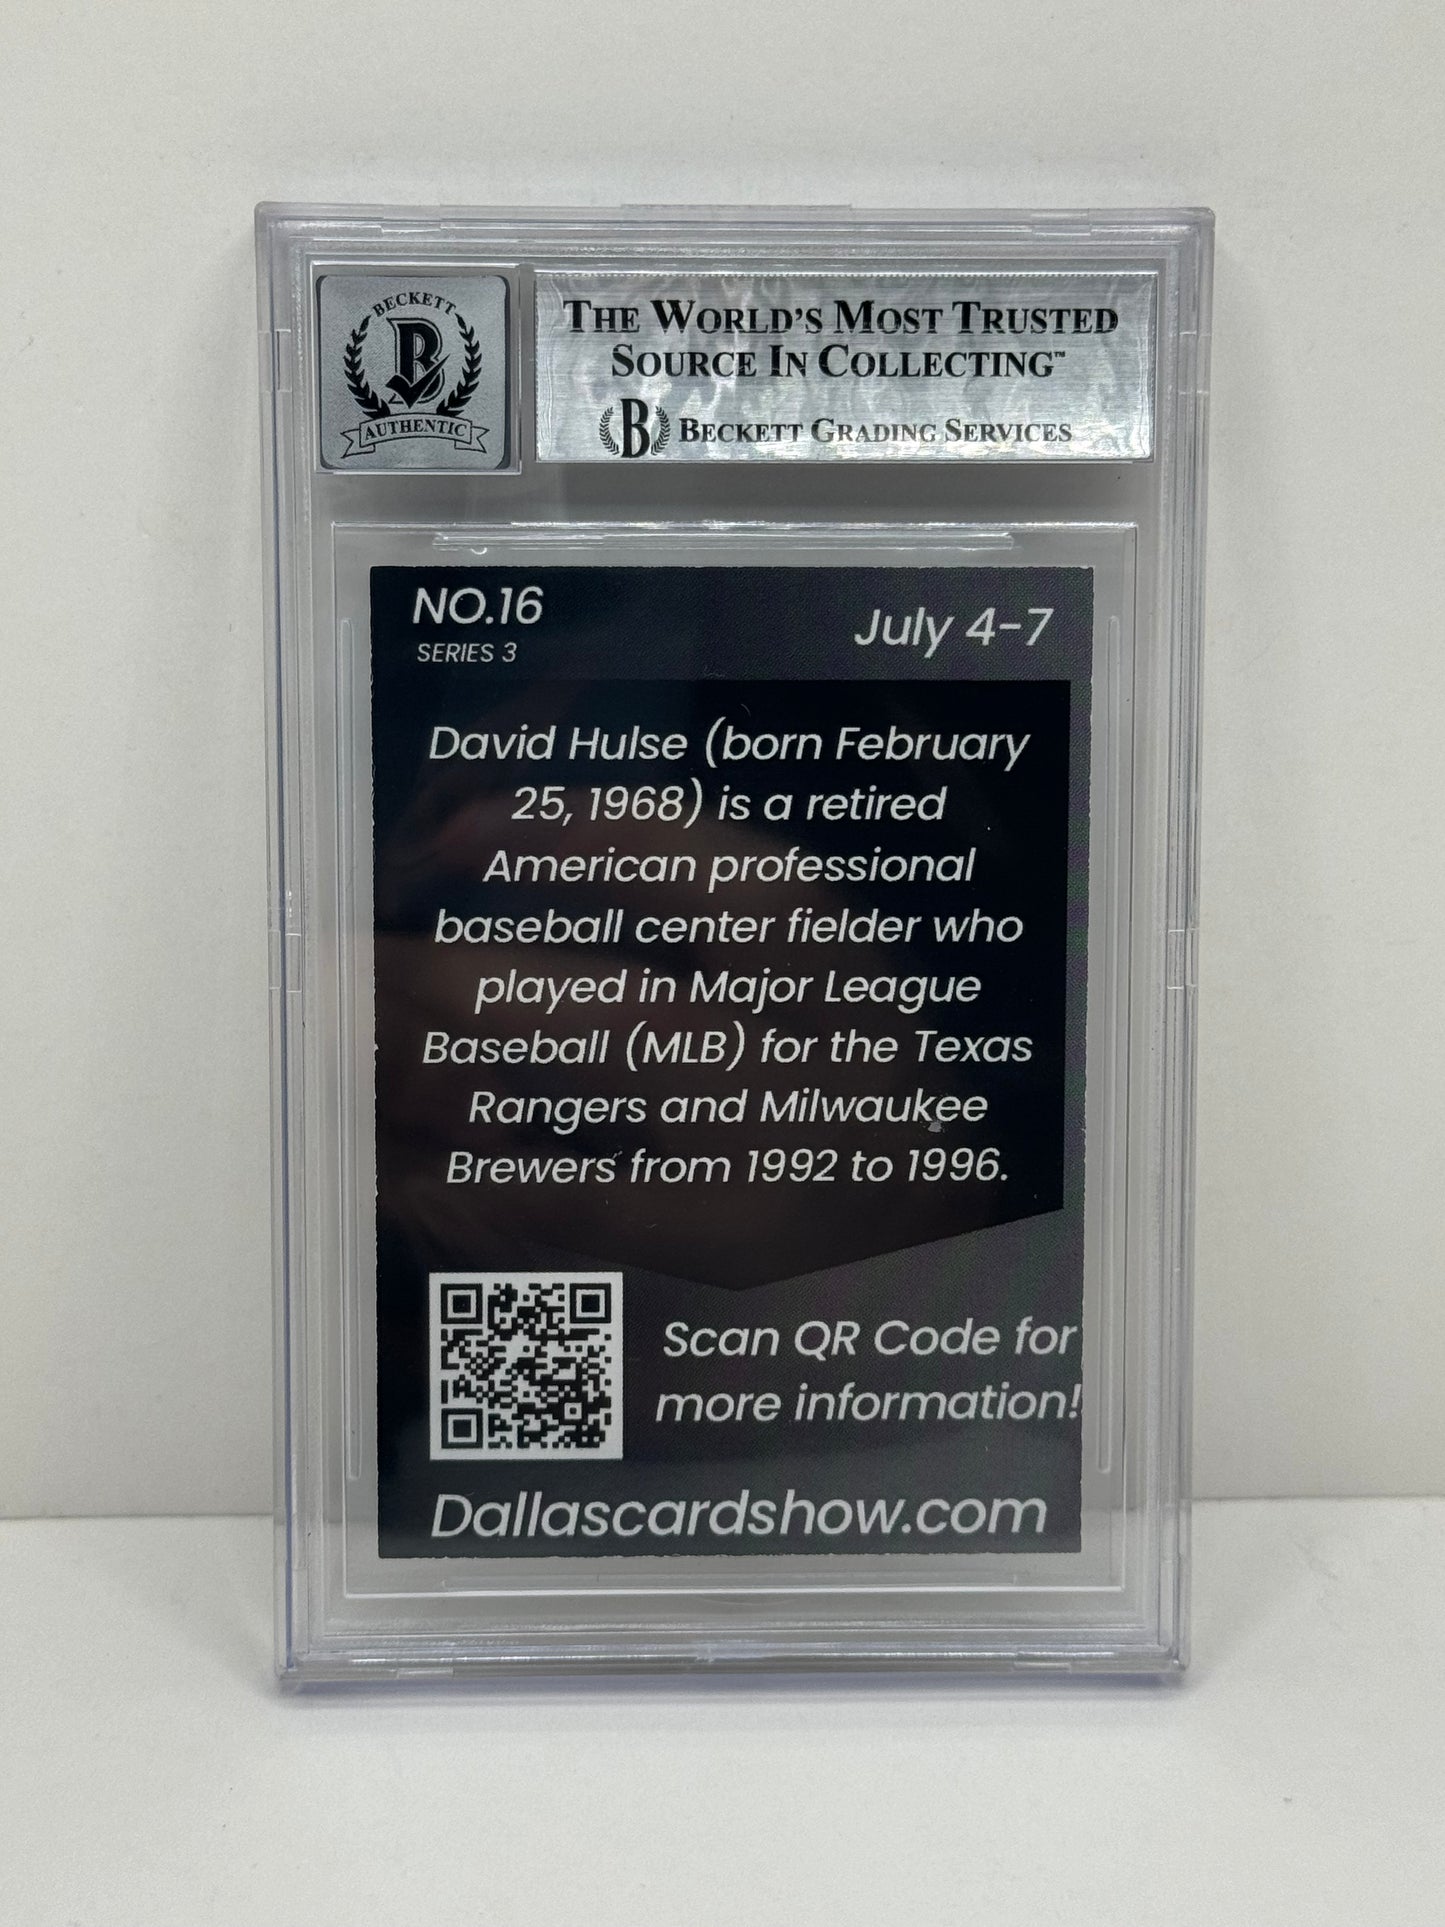 BECKETT
B
AUTHENTIC
THE WORLD'S MOST TRUSTED
SOURCE IN COLLECTING™
B BECKETT GRADING SERVICES
NO.16
SERIES 3
July 4-7
David Hulse (born February
25, 1968) is a retired
American professional
baseball center fielder who
played in Major League
Baseball (MLB) for the Texas
Rangers and Milwaukee
Brewers from 1992 to 1996.
Scan QR Code for
more information!
Dallascardshow.com